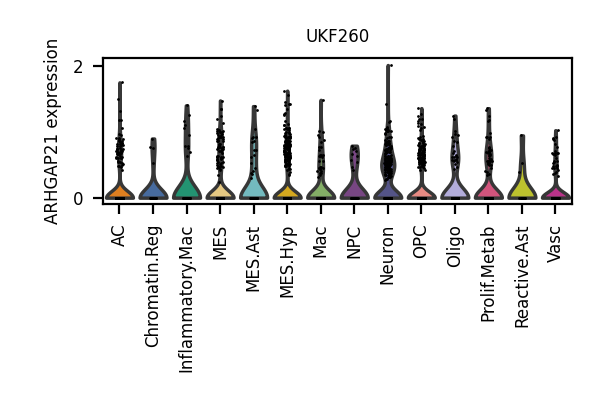 UKF260
ARHGAP21 expression
2
0
AC
Chromatin.Reg
Inflammatory.Mac
MES
MES.Ast
MES.Hyp
Mac
NPC
Neuron
OPC
Oligo
Prolif.Metab
Reactive.Ast
Vasc